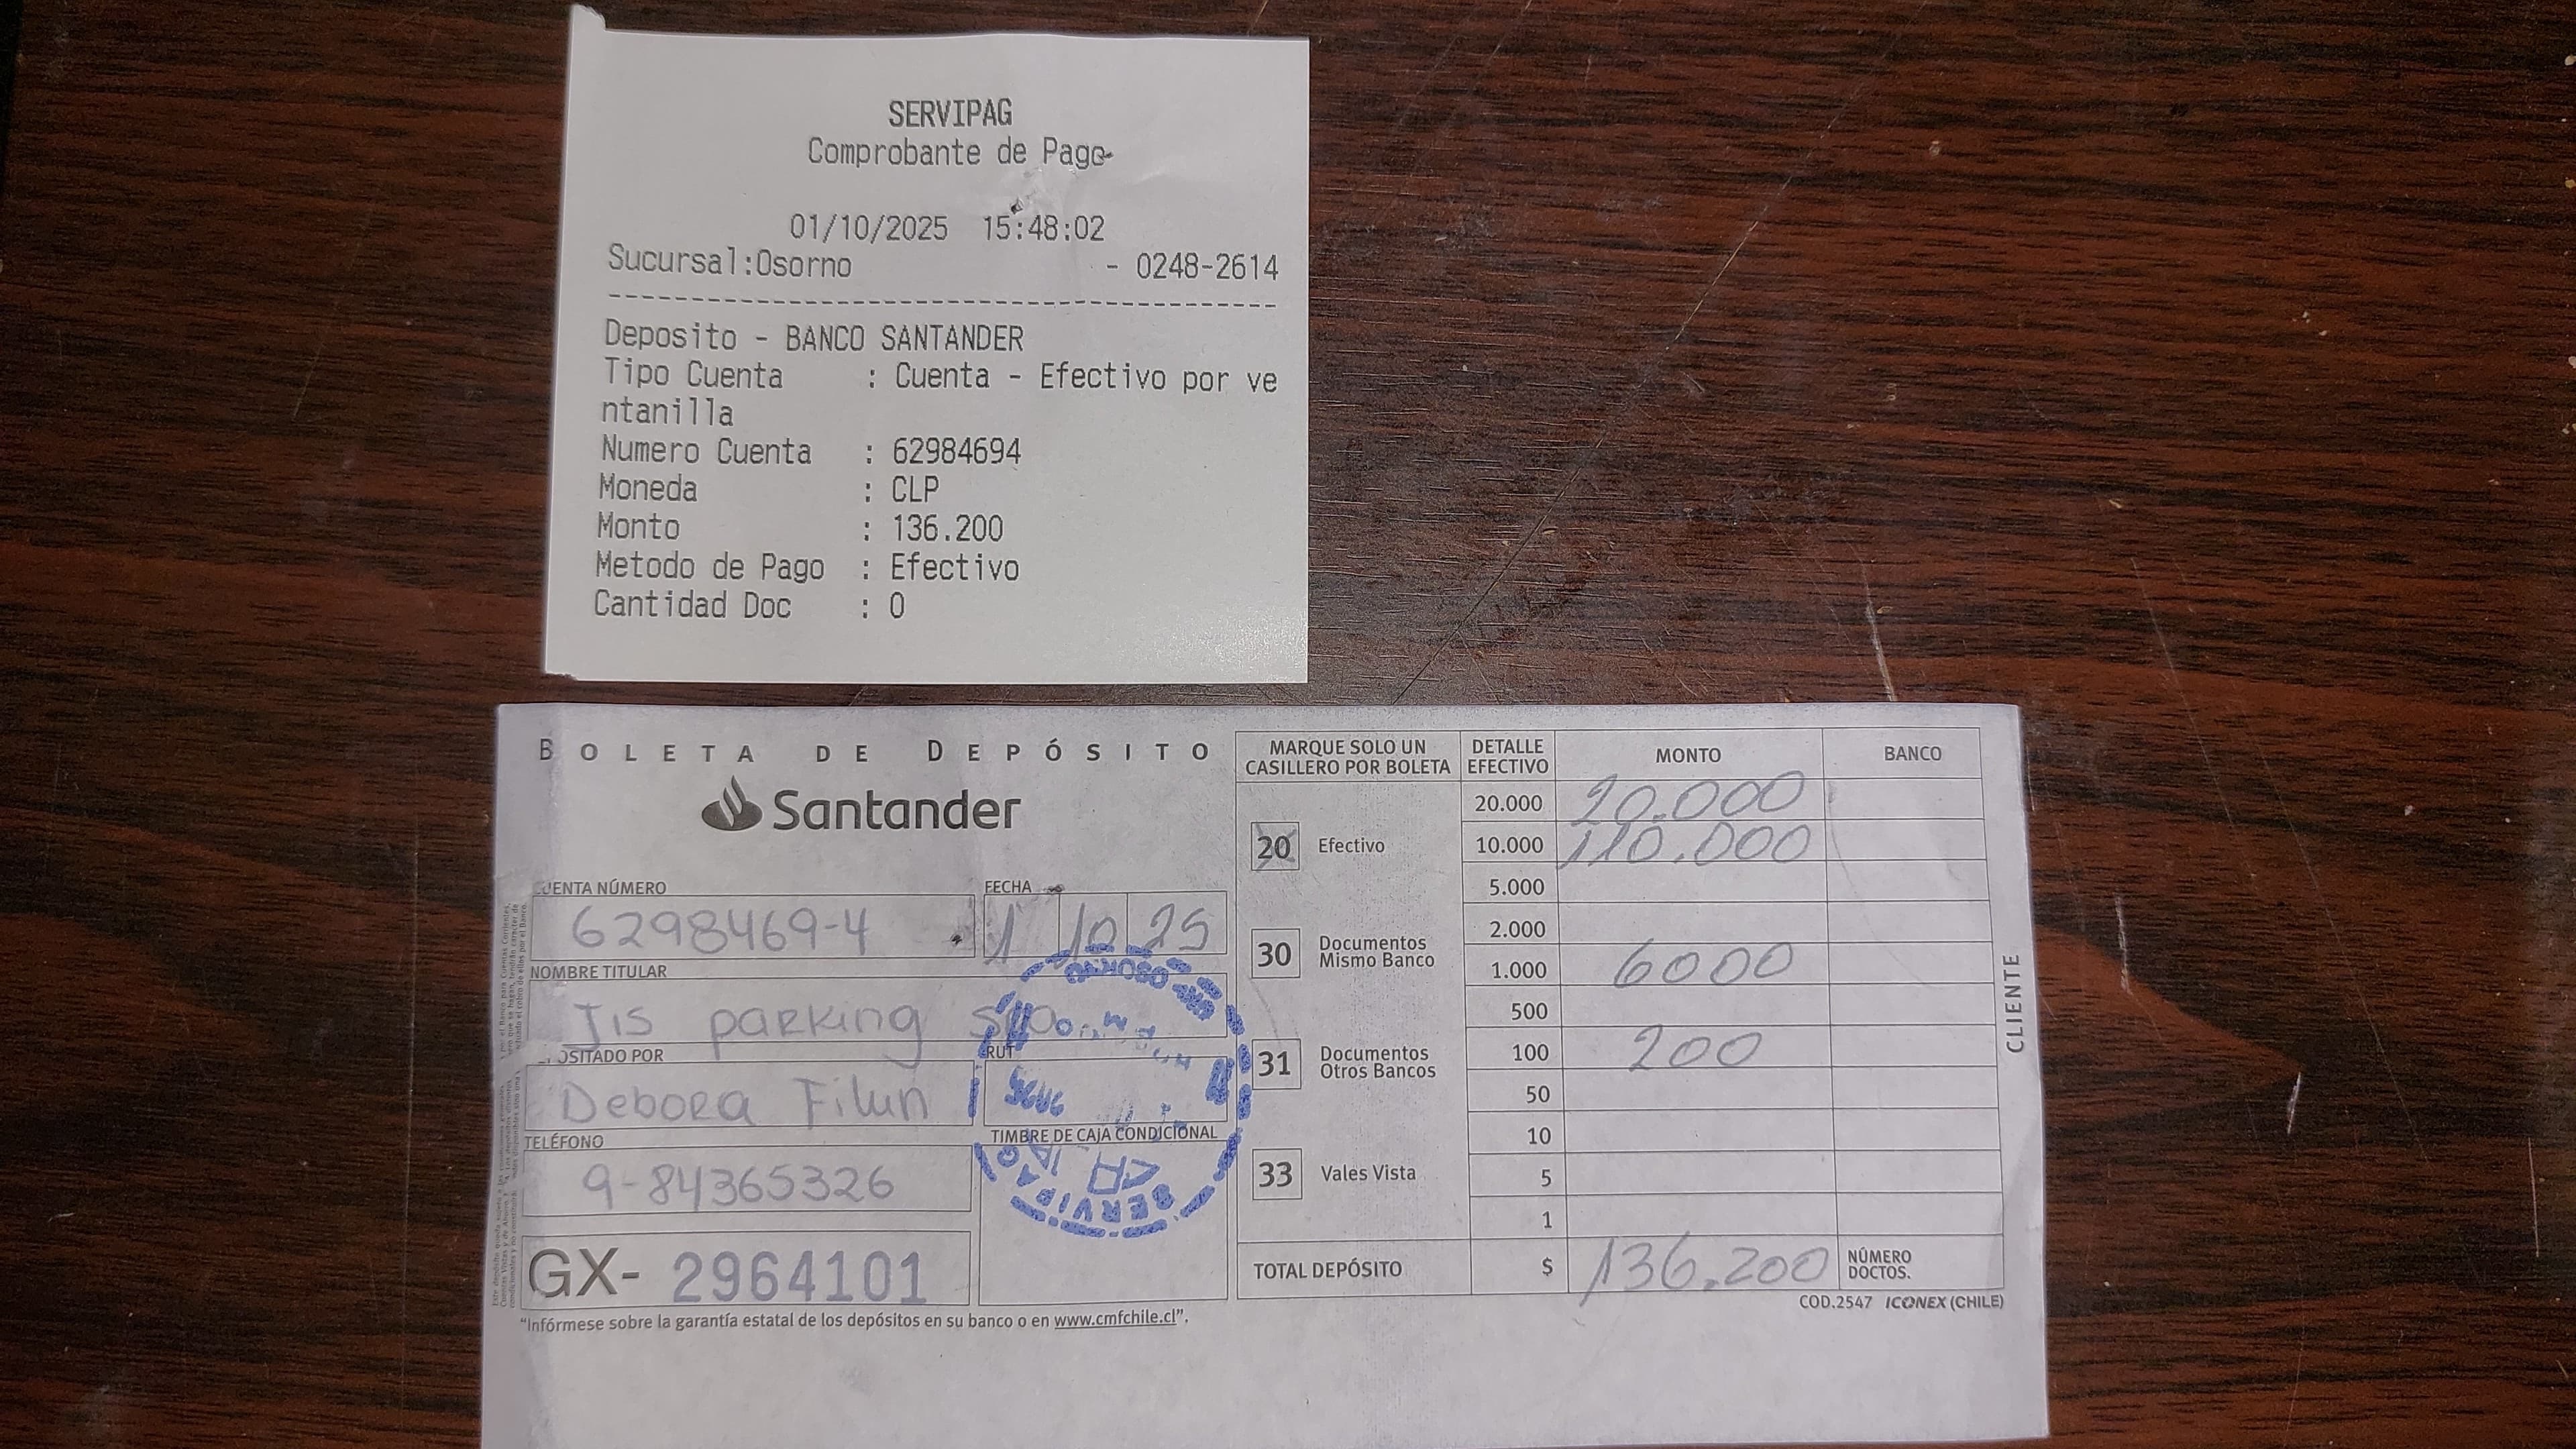 SERVIPAG
Comprobante de Pago
01/10/2025 15:48:02
Sucursal:Osorno - 0248-2614
Deposito - BANCO SANTANDER
Tipo Cuenta : Cuenta - Efectivo por ve
ntanilla
Numero Cuenta : 62984694
Moneda : CLP
Monto : 136.200
Metodo de Pago : Efectivo
Cantidad Doc : 0
BOLETA DE DEPÓSITO
Santander
CUENTA NÚMERO
6298469-4
FECHA
1 10 25
NOMBRE TITULAR
Jis parking spa
DEPOSITADO POR
Debora Filun
RUT
TELÉFONO
9-84365326
TIMBRE DE CAJA CONDICIONAL
OSORNO
SERVIPAG
GX- 2964101
"Infórmese sobre la garantía estatal de los depósitos en su banco o en www.cmfchile.cl".
MARQUE SOLO UN CASILLERO POR BOLETA
20 Efectivo
30 Documentos Mismo Banco
31 Documentos Otros Bancos
33 Vales Vista
DETALLE EFECTIVO MONTO BANCO
20.000 20.000
10.000 110.000
5.000
2.000
1.000 6000
500
100 200
50
10
5
1
TOTAL DEPÓSITO $ 136.200 NÚMERO DOCTOS.
COD.2547 ICONEX (CHILE)
CLIENTE